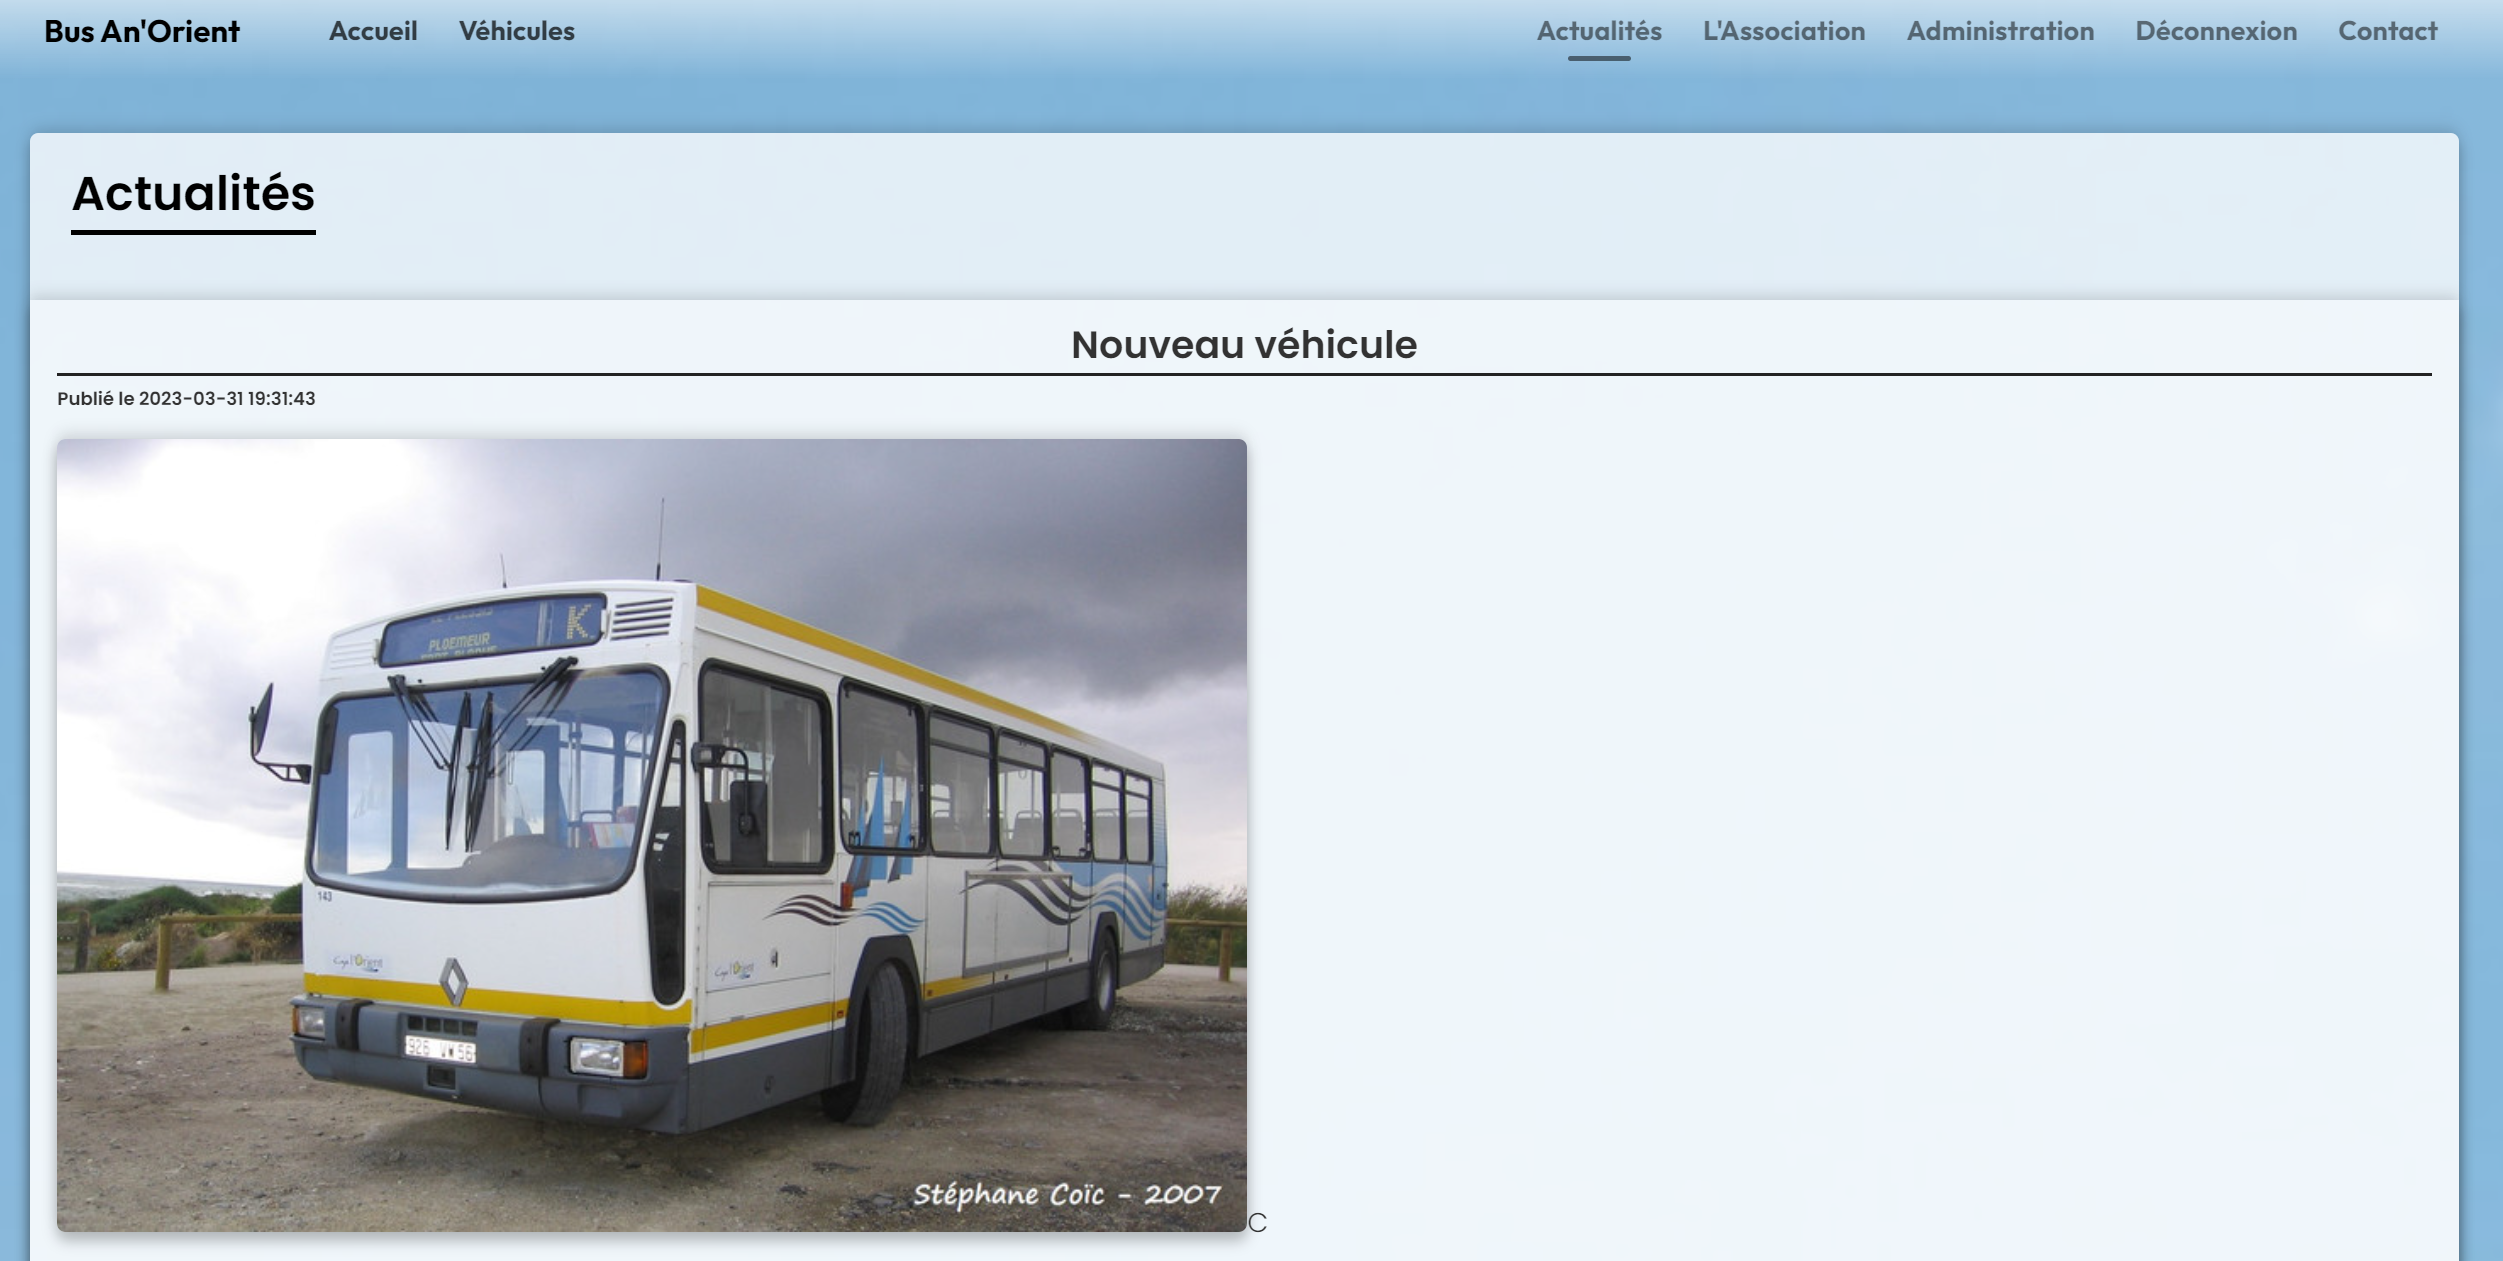 Bus An'Orient Accueil Véhicules Actualités L'Association Administration Déconnexion Contact
Actualités
Nouveau véhicule
Publié le 2023-03-31 19:31:43
PLOEMEUR
K
143
926 VW 56
Stéphane Coïc - 2007
C